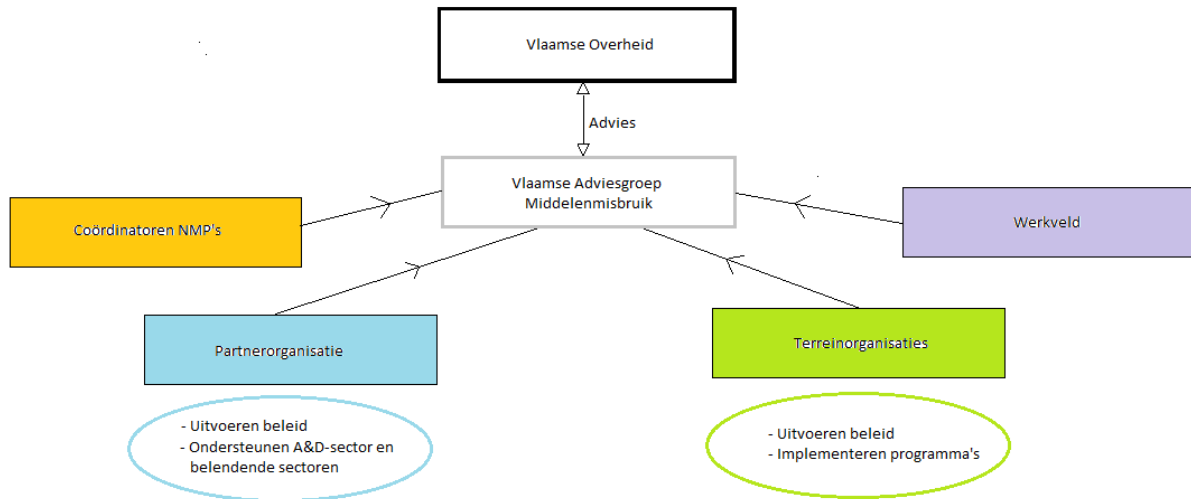 Vlaamse Overheid
Advies
Vlaamse Adviesgroep
Middelenmisbruik
Coördinatoren NMP's
Werkveld
Partnerorganisatie
Terreinorganisaties
- Uitvoeren beleid
- Ondersteunen A&D-sector en
belendende sectoren
- Uitvoeren beleid
- Implementeren programma's